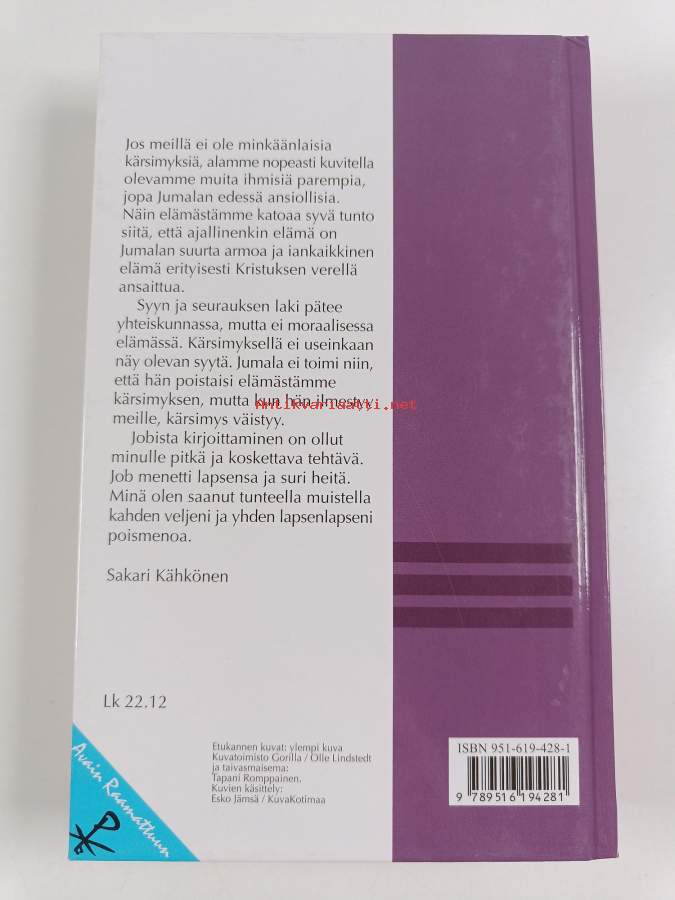 Jos meillä ei ole minkäänlaisia
kärsimyksiä, alamme nopeasti kuvitella
olevamme muita ihmisiä parempia,
jopa Jumalan edessä ansiollisia.
Näin elämästämme katoaa syvä tunto
siitä, että ajallinenkin elämä on
Jumalan suurta armoa ja iankaikkinen
elämä erityisesti Kristuksen verellä
ansaittua.
Syyn ja seurauksen laki pätee
yhteiskunnassa, mutta ei moraalisessa
elämässä. Kärsimyksellä ei useinkaan
näy olevan syytä. Jumala ei toimi niin,
että hän poistaisi elämästämme
kärsimyksen, mutta kun hän ilmestyy
meille, kärsimys väistyy.
antikvariaatti.net
Jobista kirjoittaminen on ollut
minulle pitkä ja koskettava tehtävä.
Job menetti lapsensa ja suri heitä.
Minä olen saanut tunteella muistella
kahden veljeni ja yhden lapsenlapseni
poismenoa.
Sakari Kähkönen
Lk 22.12
Avain Raamattuun
Etukannen kuvat: ylempi kuva
Kuvatoimisto Gorilla / Olle Lindstedt
ja taivasmaisema:
Tapani Romppainen.
Kuvien käsittely:
Esko Jämsä / KuvaKotimaa
ISBN 951-619-428-1
9 789516 194281